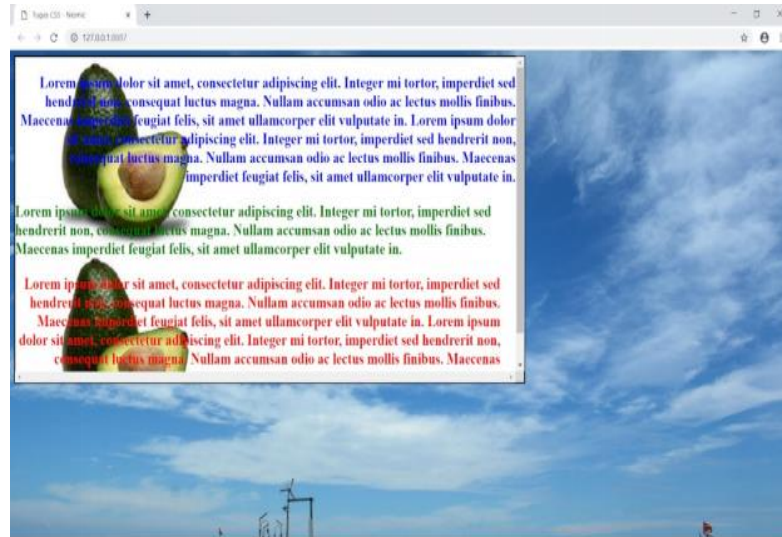 Tugas CSS - Niomic
127.0.0.1:8887/
Lorem ipsum dolor sit amet, consectetur adipiscing elit. Integer mi tortor, imperdiet sed
hendrerit non, consequat luctus magna. Nullam accumsan odio ac lectus mollis finibus.
Maecenas imperdiet feugiat felis, sit amet ullamcorper elit vulputate in. Lorem ipsum dolor
sit amet, consectetur adipiscing elit. Integer mi tortor, imperdiet sed hendrerit non,
consequat luctus magna. Nullam accumsan odio ac lectus mollis finibus. Maecenas
imperdiet feugiat felis, sit amet ullamcorper elit vulputate in.
Lorem ipsum dolor sit amet, consectetur adipiscing elit. Integer mi tortor, imperdiet sed
hendrerit non, consequat luctus magna. Nullam accumsan odio ac lectus mollis finibus.
Maecenas imperdiet feugiat felis, sit amet ullamcorper elit vulputate in.
Lorem ipsum dolor sit amet, consectetur adipiscing elit. Integer mi tortor, imperdiet sed
hendrerit non, consequat luctus magna. Nullam accumsan odio ac lectus mollis finibus.
Maecenas imperdiet feugiat felis, sit amet ullamcorper elit vulputate in. Lorem ipsum
dolor sit amet, consectetur adipiscing elit. Integer mi tortor, imperdiet sed hendrerit non,
consequat luctus magna. Nullam accumsan odio ac lectus mollis finibus. Maecenas